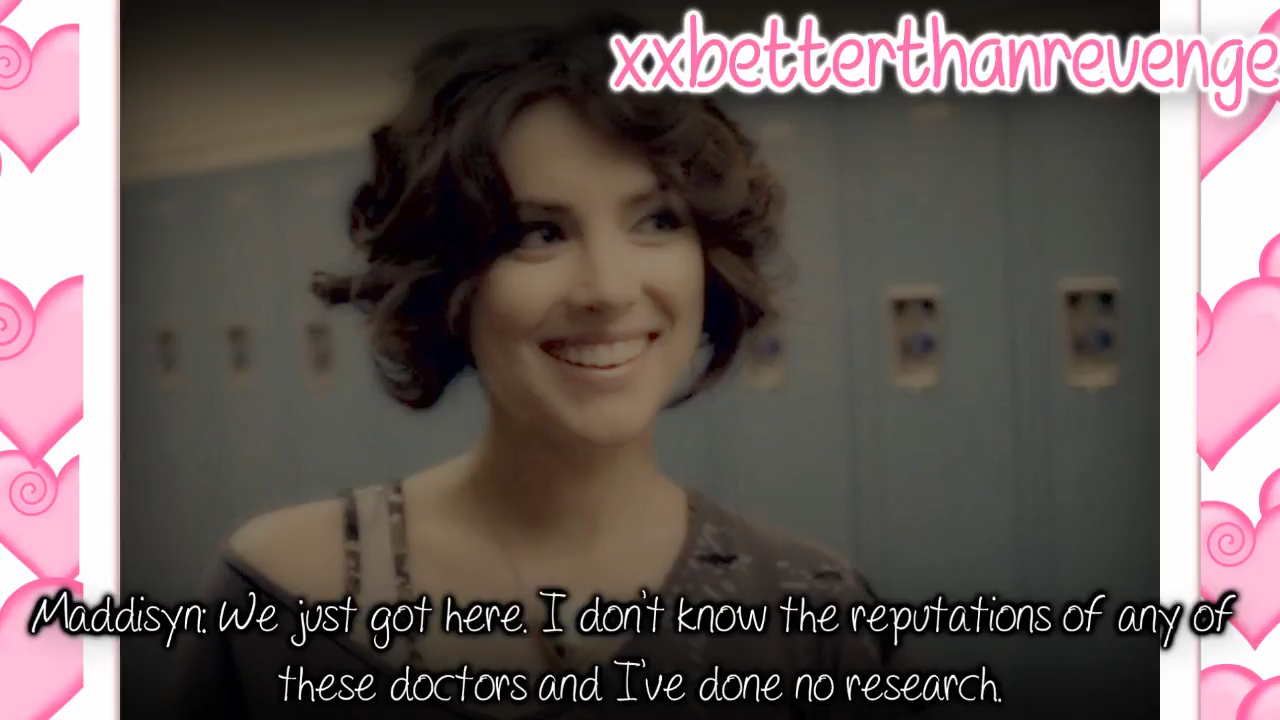 xxbetterthanrevenge
Maddisyn: We just got here. I don't know the reputations of any of
these doctors and I've done no research.